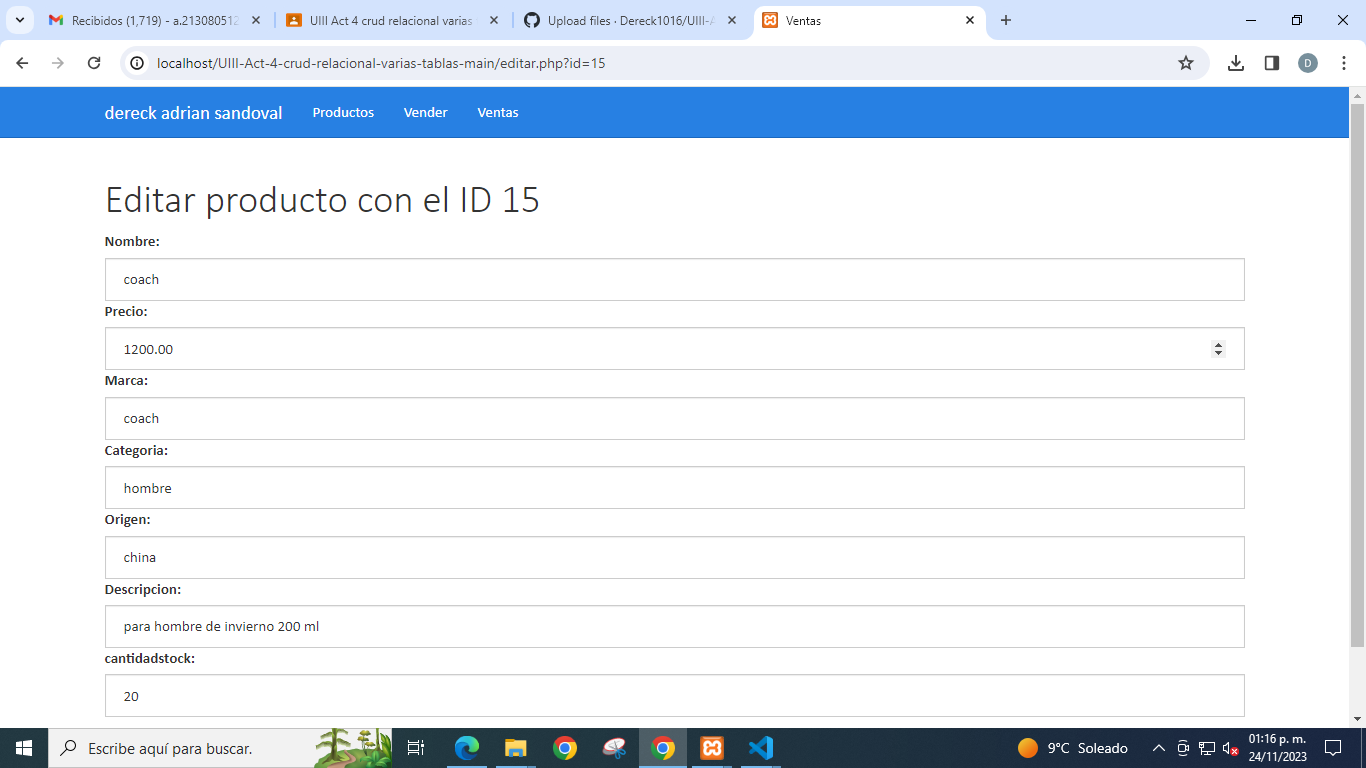 Recibidos (1,719) - a.213080512
UIII Act 4 crud relacional varias
Upload files · Dereck1016/UIII-A
Ventas
localhost/UIII-Act-4-crud-relacional-varias-tablas-main/editar.php?id=15
D
dereck adrian sandoval Productos Vender Ventas
Editar producto con el ID 15
Nombre:
coach
Precio:
1200.00
Marca:
coach
Categoria:
hombre
Origen:
china
Descripcion:
para hombre de invierno 200 ml
cantidadstock:
20
Escribe aquí para buscar.
9°C Soleado
01:16 p. m.
24/11/2023